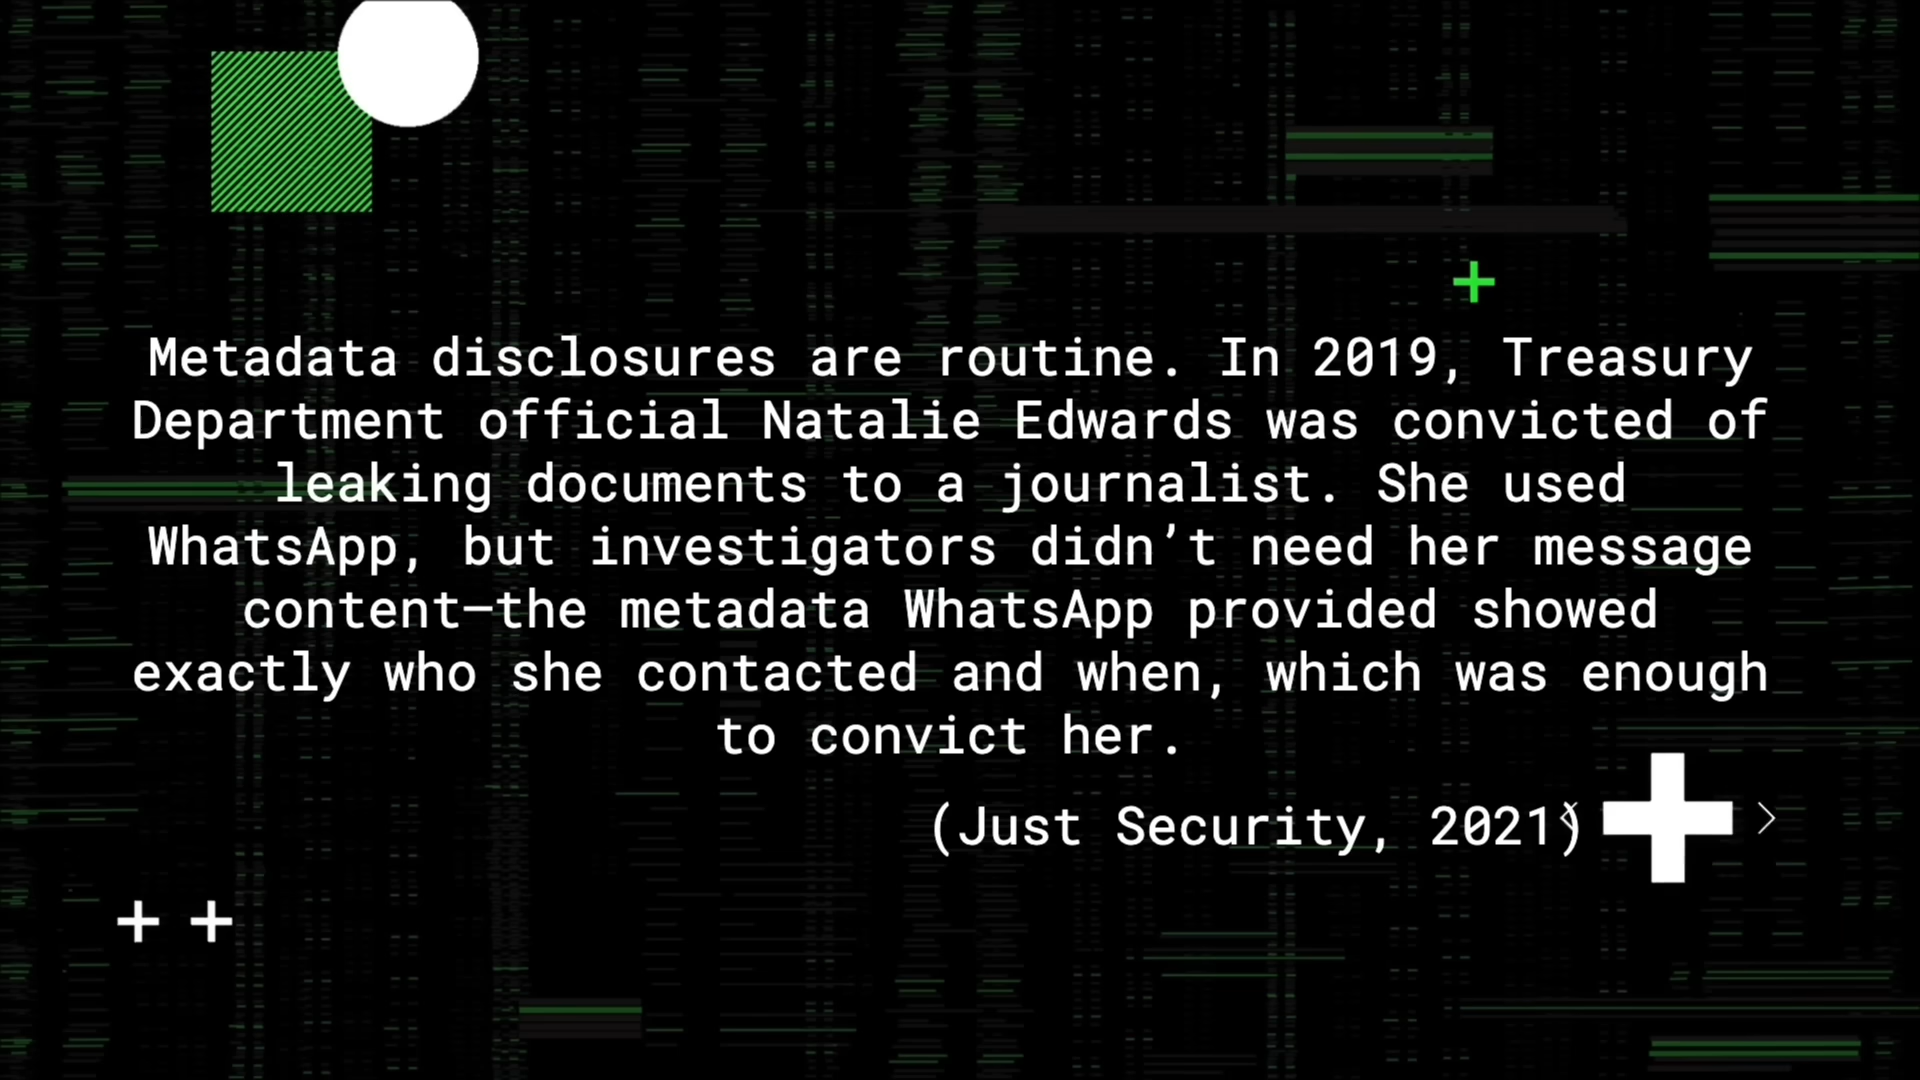 Metadata disclosures are routine. In 2019, Treasury
Department official Natalie Edwards was convicted of
leaking documents to a journalist. She used
WhatsApp, but investigators didn’t need her message
content—the metadata WhatsApp provided showed
exactly who she contacted and when, which was enough
to convict her.
(Just Security, 2021)